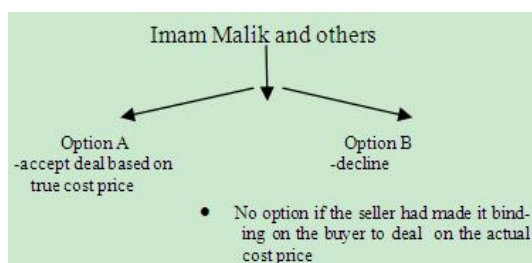 Imam Malik and others
Option A
-accept deal based on
true cost price
Option B
-decline
• No option if the seller had made it bind-
ing on the buyer to deal on the actual
cost price